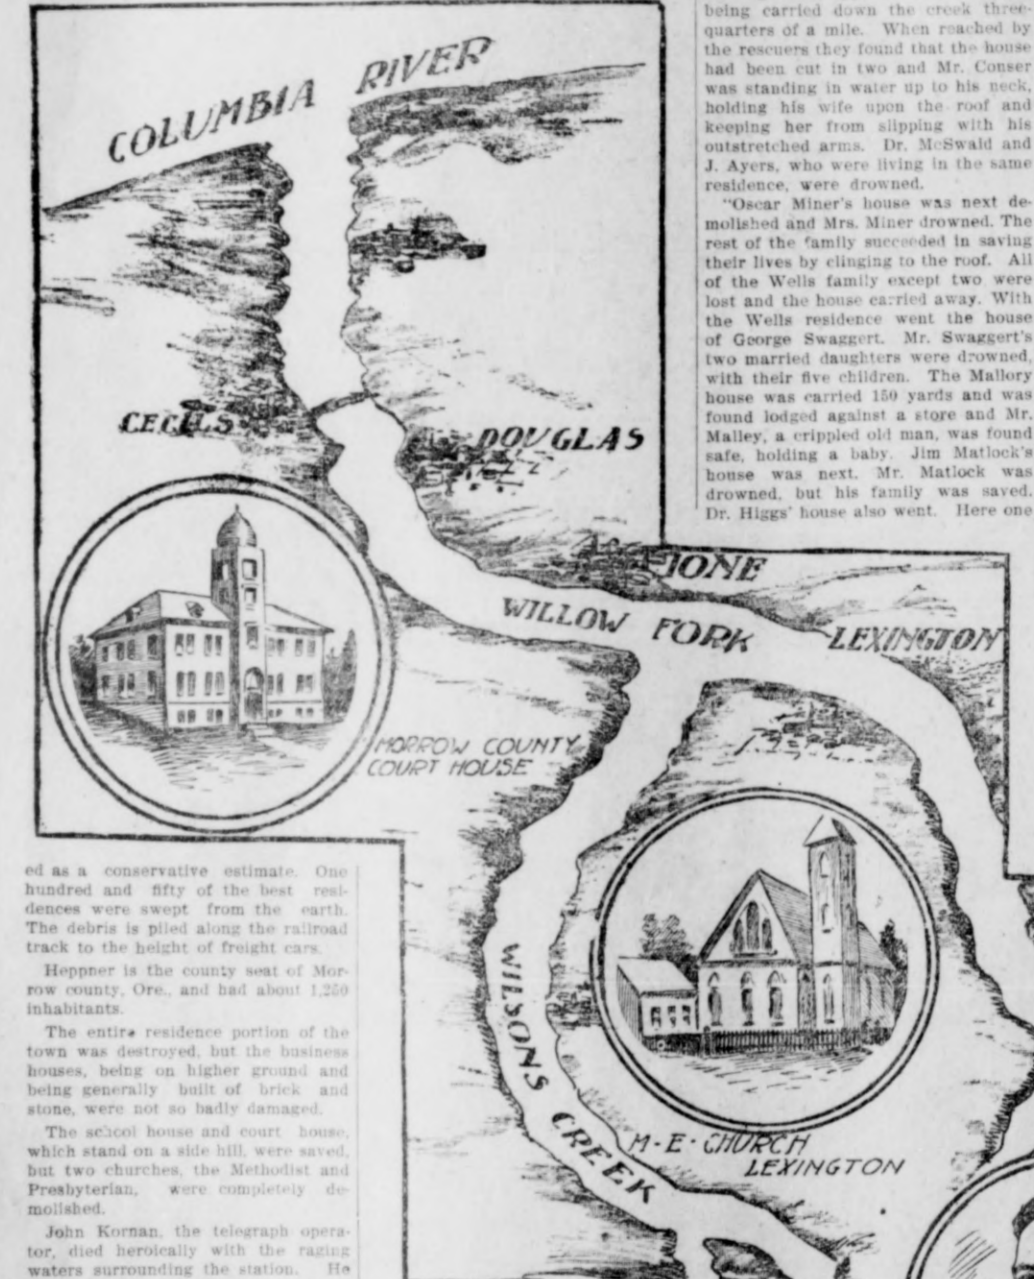 being carried down the creek three-
quarters of a mile. When reached by
the rescuers they found that the house
had been cut in two and Mr. Conser
was standing in water up to his neck,
holding his wife upon the roof and
keeping her from slipping with his
outstretched arms. Dr. McSwald and
J. Ayers, who were living in the same
residence, were drowned.
"Oscar Miner's house was next de-
molished and Mrs. Miner drowned. The
rest of the family succeeded in saving
their lives by clinging to the roof. All
of the Wells family except two were
lost and the house carried away. With
the Wells residence went the house
of George Swaggert. Mr. Swaggert's
two married daughters were drowned,
with their five children. The Mallory
house was carried 150 yards and was
found lodged against a store and Mr.
Malley, a crippled old man, was found
safe, holding a baby. Jim Matlock's
house was next. Mr. Matlock was
drowned, but his family was saved.
Dr. Higgs' house also went. Here one
COLUMBIA RIVER
CECILS
DOUGLAS
IONE
WILLOW FORK
LEXINGTON
MORROW COUNTY
COURT HOUSE
WILSONS CREEK
M-E-CHURCH
LEXINGTON
ed as a conservative estimate. One
hundred and fifty of the best resi-
dences were swept from the earth.
The debris is piled along the railroad
track to the height of freight cars.
Heppner is the county seat of Mor-
row county, Ore., and had about 1,250
inhabitants.
The entire residence portion of the
town was destroyed, but the business
houses, being on higher ground and
being generally built of brick and
stone, were not so badly damaged.
The school house and court house,
which stand on a side hill, were saved,
but two churches, the Methodist and
Presbyterian, were completely de-
molished.
John Kornan, the telegraph opera-
tor, died heroically with the raging
waters surrounding the station. He